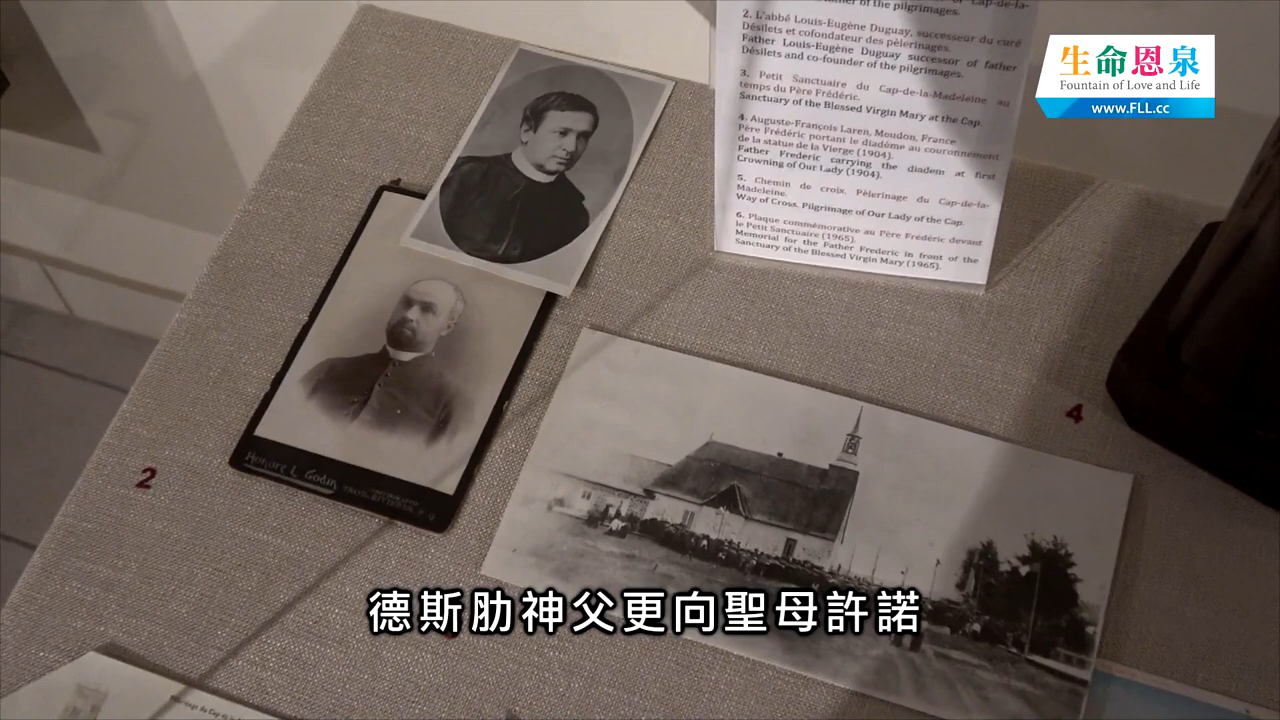 of the pilgrimages.
2. L'abbé Louis-Eugène Duguay, successeur du curé
Désilets et cofondateur des pèlerinages.
Father Louis-Eugène Duguay successor of father
Désilets and co-founder of the pilgrimages.
3. Petit Sanctuaire du Cap-de-la-Madeleine au
temps du Père Frédéric.
Sanctuary of the Blessed Virgin Mary at the Cap.
4. Auguste-François Laren, Moudon, France
Père Frédéric portant le diadème au couronnement
de la statue de la Vierge (1904).
Father Frederic carrying the diadem at first
Crowning of Our Lady (1904).
5. Chemin de croix, Pèlerinage du Cap-de-la-
Madeleine.
Way of Cross, Pilgrimage of Our Lady of the Cap.
6. Plaque commémorative au Père Frédéric devant
le Petit Sanctuaire (1965).
Memorial for the Father Frederic in front of the
Sanctuary of the Blessed Virgin Mary (1965).
生命恩泉
Fountain of Love and Life
www.FLL.cc
4
2
Honoré L. Godin
德斯肋神父更向聖母許諾